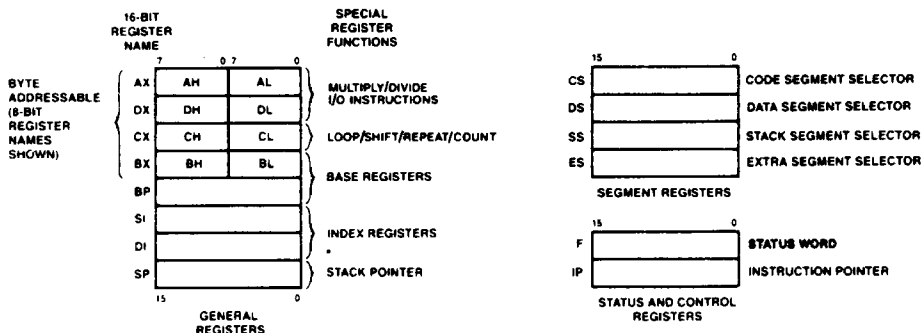 16-BIT
REGISTER
NAME
SPECIAL
REGISTER
FUNCTIONS
7 0 7 0
BYTE
ADDRESSABLE
(8-BIT
REGISTER
NAMES
SHOWN)
AX AH AL
DX DH DL
CX CH CL
BX BH BL
BP
SI
DI
SP
15 0
MULTIPLY/DIVIDE
I/O INSTRUCTIONS
LOOP/SHIFT/REPEAT/COUNT
BASE REGISTERS
INDEX REGISTERS
STACK POINTER
GENERAL
REGISTERS
15 0
CS CODE SEGMENT SELECTOR
DS DATA SEGMENT SELECTOR
SS STACK SEGMENT SELECTOR
ES EXTRA SEGMENT SELECTOR
SEGMENT REGISTERS
15 0
F STATUS WORD
IP INSTRUCTION POINTER
STATUS AND CONTROL
REGISTERS